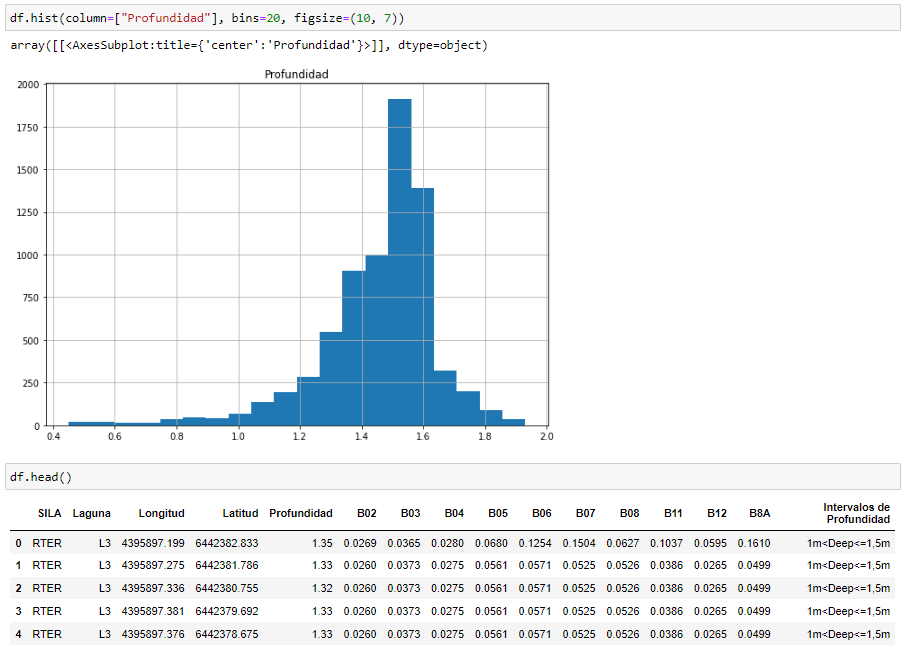 df.hist(column=["Profundidad"], bins=20, figsize=(10, 7))
array([[<AxesSubplot:title={'center':'Profundidad'}>]], dtype=object)
Profundidad
2000
1750
1500
1250
1000
750
500
250
0
0.4 0.6 0.8 1.0 1.2 1.4 1.6 1.8 2.0
df.head()
SILA Laguna Longitud Latitud Profundidad B02 B03 B04 B05 B06 B07 B08 B11 B12 B8A Intervalos de
Profundidad
0 RTER L3 4395897.199 6442382.833 1.35 0.0269 0.0365 0.0280 0.0680 0.1254 0.1504 0.0627 0.1037 0.0595 0.1610 1m<Deep<=1,5m
1 RTER L3 4395897.275 6442381.786 1.33 0.0260 0.0373 0.0275 0.0561 0.0571 0.0525 0.0526 0.0386 0.0265 0.0499 1m<Deep<=1,5m
2 RTER L3 4395897.336 6442380.755 1.32 0.0260 0.0373 0.0275 0.0561 0.0571 0.0525 0.0526 0.0386 0.0265 0.0499 1m<Deep<=1,5m
3 RTER L3 4395897.381 6442379.692 1.33 0.0260 0.0373 0.0275 0.0561 0.0571 0.0525 0.0526 0.0386 0.0265 0.0499 1m<Deep<=1,5m
4 RTER L3 4395897.376 6442378.675 1.33 0.0260 0.0373 0.0275 0.0561 0.0571 0.0525 0.0526 0.0386 0.0265 0.0499 1m<Deep<=1,5m